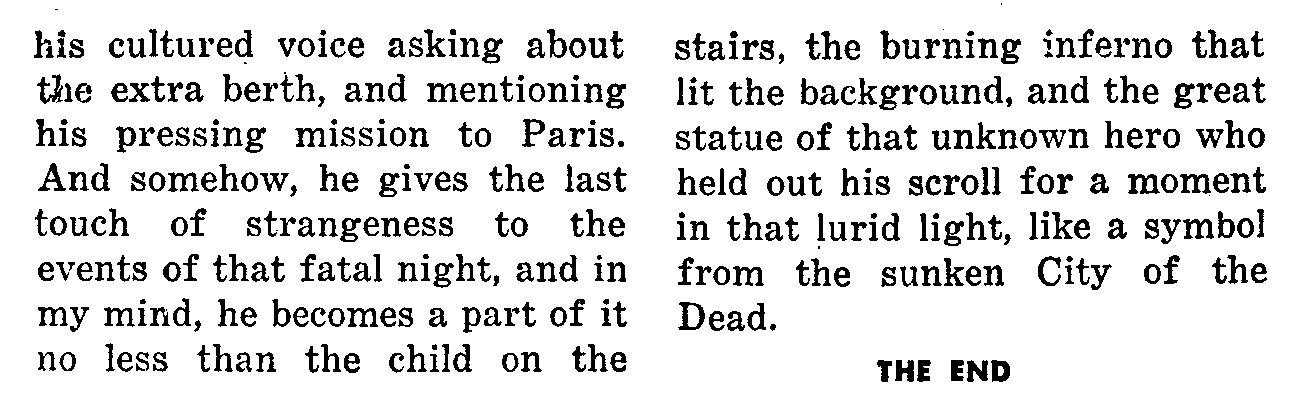 his cultured voice asking about
the extra berth, and mentioning
his pressing mission to Paris.
And somehow, he gives the last
touch of strangeness to the
events of that fatal night, and in
my mind, he becomes a part of it
no less than the child on the
stairs, the burning inferno that
lit the background, and the great
statue of that unknown hero who
held out his scroll for a moment
in that lurid light, like a symbol
from the sunken City of the
Dead.
THE END